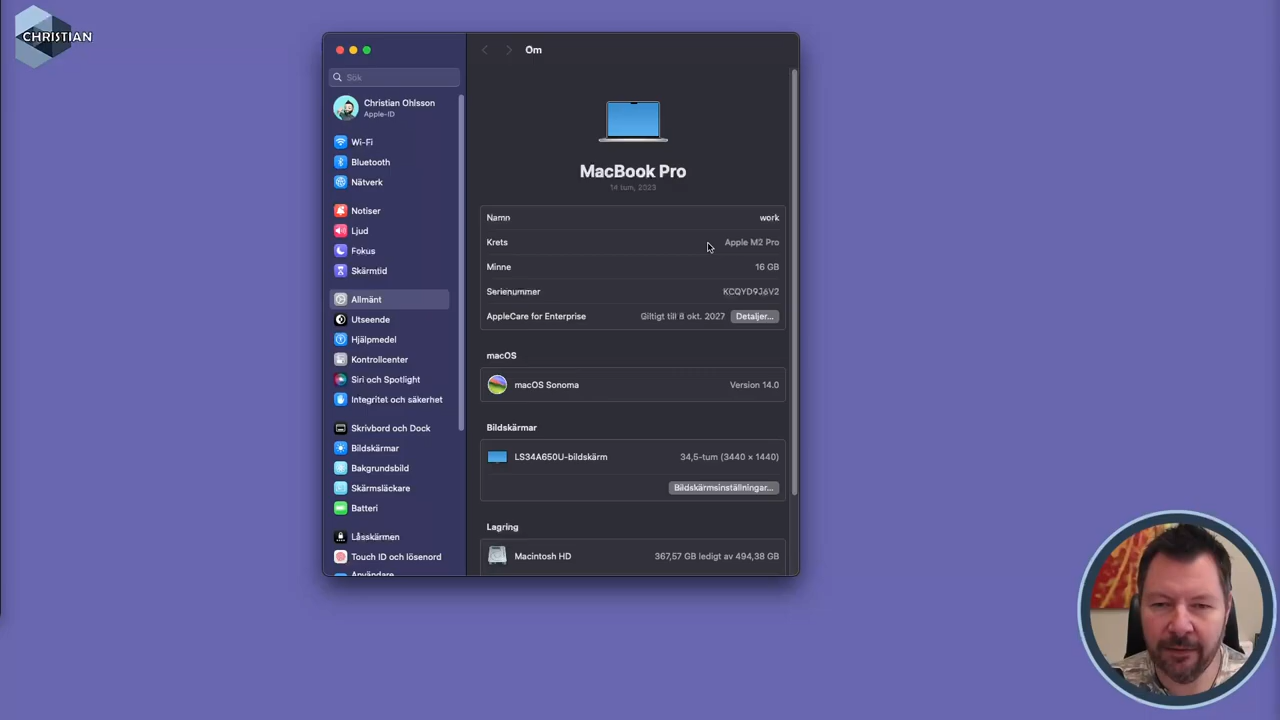 CHRISTIAN
Om
Sök
Christian Ohlsson
Apple-ID
Wi-Fi
Bluetooth
Nätverk
Notiser
Ljud
Fokus
Skärmtid
Allmänt
Utseende
Hjälpmedel
Kontrollcenter
Siri och Spotlight
Integritet och säkerhet
Skrivbord och Dock
Bildskärmar
Bakgrundsbild
Skärmsläckare
Batteri
Låsskärmen
Touch ID och lösenord
Användare
MacBook Pro
14 tum, 2023
Namn work
Krets Apple M2 Pro
Minne 16 GB
Serienummer KCQYD9J6V2
AppleCare for Enterprise Giltigt till 8 okt. 2027 Detaljer...
macOS
macOS Sonoma Version 14.0
Bildskärmar
LS34A650U-bildskärm 34,5-tum (3440 × 1440)
Bildskärmsinställningar...
Lagring
Macintosh HD 367,57 GB ledigt av 494,38 GB